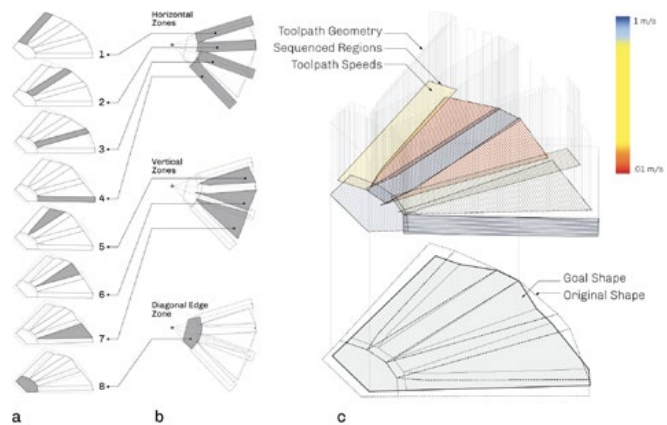 Horizontal
Zones
1
2
3
4
Vertical
Zones
5
6
7
Diagonal Edge
Zone
8
a
b
Toolpath Geometry
Sequenced Regions
Toolpath Speeds
1 m/s
.01 m/s
Goal Shape
Original Shape
c